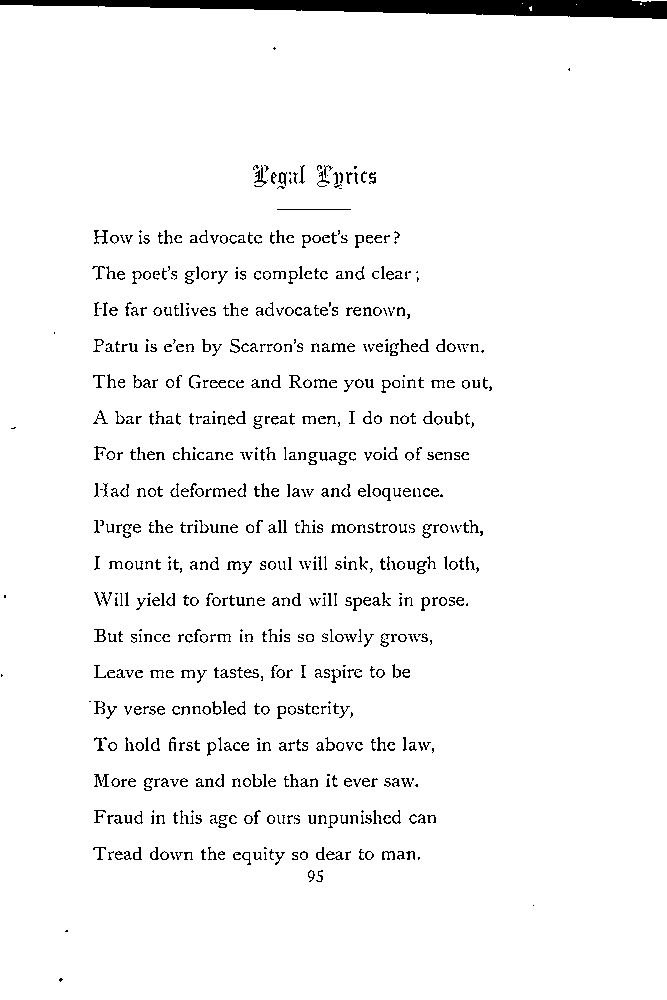 Legal Lyrics
How is the advocate the poet's peer?
The poet's glory is complete and clear;
He far outlives the advocate's renown,
Patru is e'en by Scarron's name weighed down.
The bar of Greece and Rome you point me out,
A bar that trained great men, I do not doubt,
For then chicane with language void of sense
Had not deformed the law and eloquence.
Purge the tribune of all this monstrous growth,
I mount it, and my soul will sink, though loth,
Will yield to fortune and will speak in prose.
But since reform in this so slowly grows,
Leave me my tastes, for I aspire to be
By verse ennobled to posterity,
To hold first place in arts above the law,
More grave and noble than it ever saw.
Fraud in this age of ours unpunished can
Tread down the equity so dear to man.
95